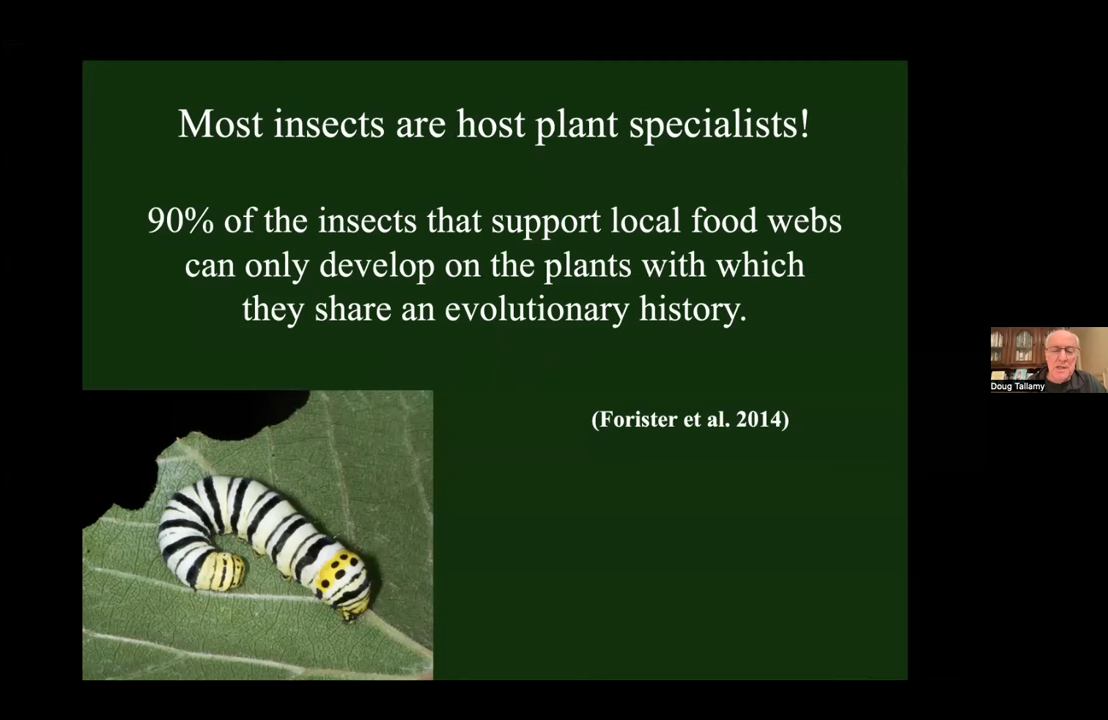 Most insects are host plant specialists!
90% of the insects that support local food webs
can only develop on the plants with which
they share an evolutionary history.
(Forister et al. 2014)
Doug Tallamy